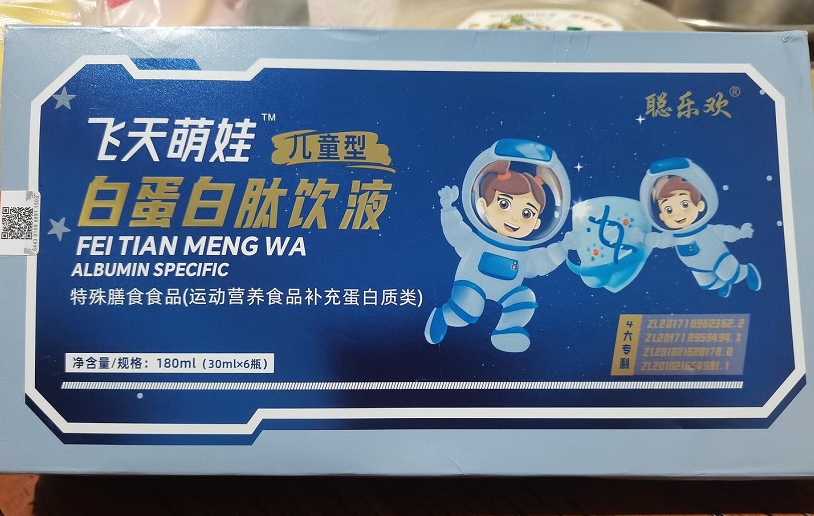 聪乐欢®
飞天萌娃™
儿童型
白蛋白肽饮液
FEI TIAN MENG WA
ALBUMIN SPECIFIC
特殊膳食食品(运动营养食品补充蛋白质类)
净含量/规格：180ml（30ml×6瓶）
4大专利